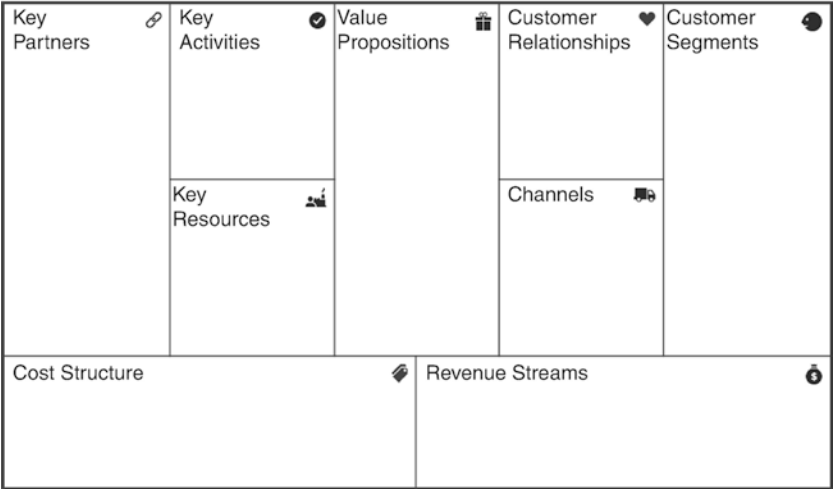 Key
Partners
Key
Activities
Value
Propositions
Customer
Relationships
Customer
Segments
Key
Resources
Channels
Cost Structure
Revenue Streams
$